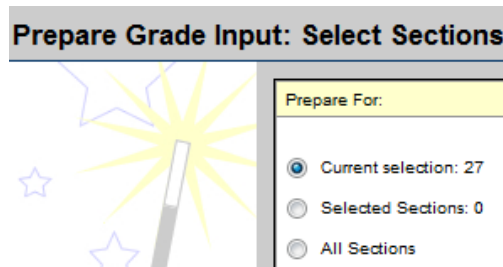 Prepare Grade Input: Select Sections
Prepare For:
Current selection: 27
Selected Sections: 0
All Sections